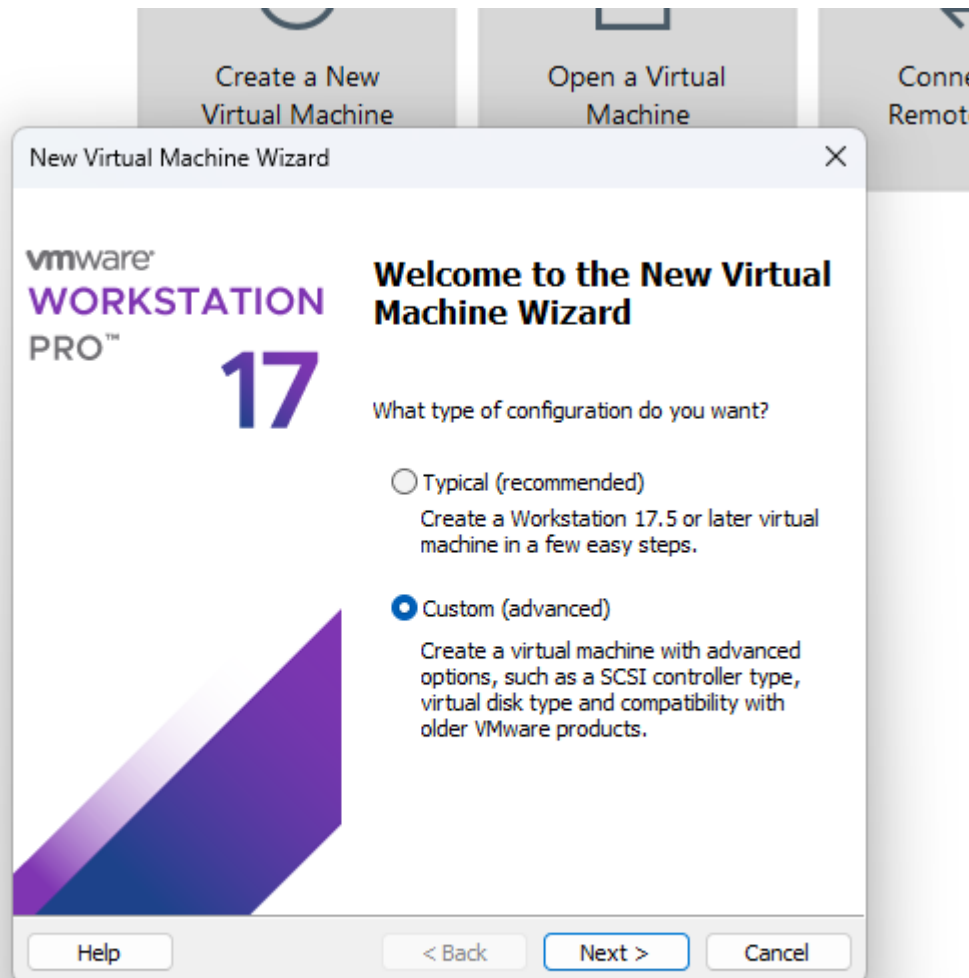 Create a New
Virtual Machine
Open a Virtual
Machine
New Virtual Machine Wizard
vmware
WORKSTATION
PRO™
17
Welcome to the New Virtual
Machine Wizard
What type of configuration do you want?
Typical (recommended)
Create a Workstation 17.5 or later virtual
machine in a few easy steps.
Custom (advanced)
Create a virtual machine with advanced
options, such as a SCSI controller type,
virtual disk type and compatibility with
older VMware products.
Help
< Back
Next >
Cancel